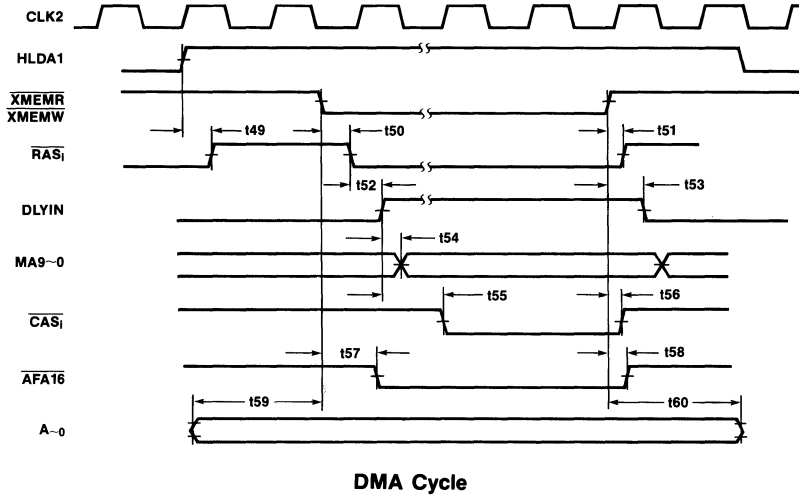 CLK2
HLDA1
XMEMR
XMEMW
t49
t50
t51
RASi
t52
t53
DLYIN
t54
MA9~0
t55
t56
CASi
t57
t58
AFA16
t59
t60
A~0
DMA Cycle